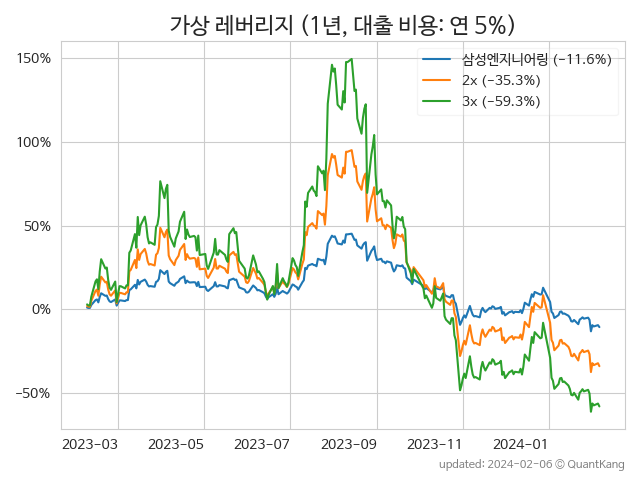 가상 레버리지 (1년, 대출 비용: 연 5%)
삼성엔지니어링 (−11.6%)
2x (−35.3%)
3x (−59.3%)
150%
100%
50%
0%
−50%
2023−03
2023−05
2023−07
2023−09
2023−11
2024−01
updated: 2024-02-06 © QuantKang